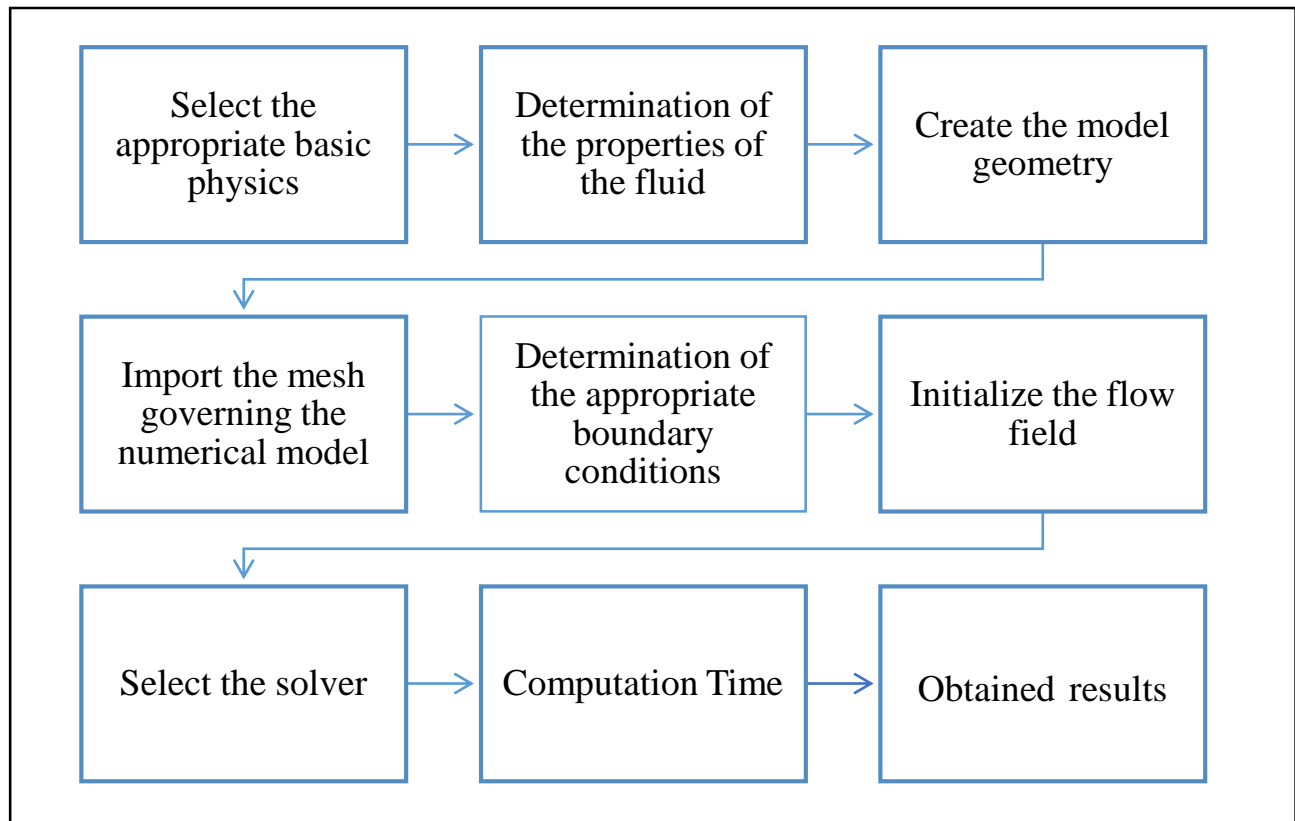 Select the
appropriate basic
physics
Determination of
the properties of
the fluid
Create the model
geometry
Import the mesh
governing the
numerical model
Determination of
the appropriate
boundary
conditions
Initialize the flow
field
Select the solver
Computation Time
Obtained results